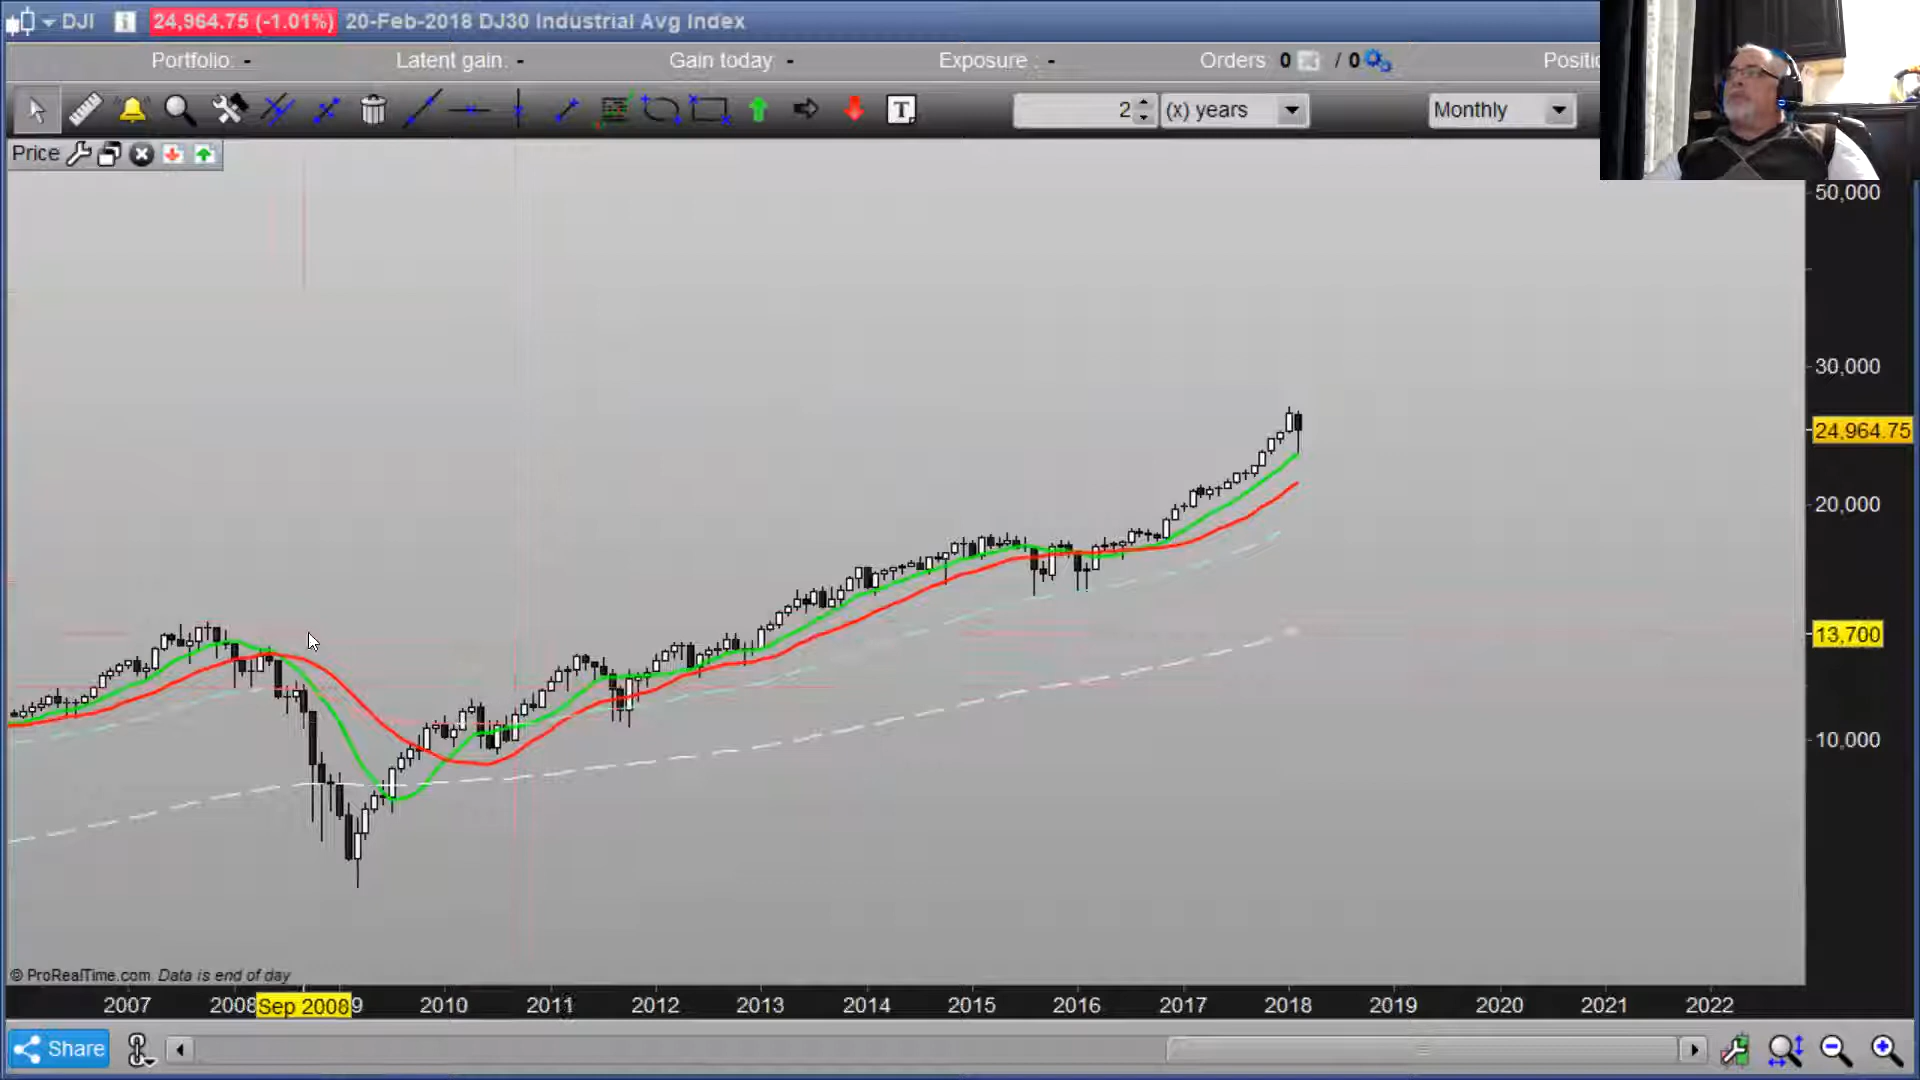 DJI 24,964.75 (-1.01%) 20-Feb-2018 DJ30 Industrial Avg Index
Portfolio: - Latent gain: - Gain today - Exposure : - Orders 0 / 0 Positio
T 2 (x) years Monthly
Price
50,000
30,000
24,964.75
20,000
13,700
10,000
© ProRealTime.com Data is end of day
2007 2008 Sep 2008 9 2010 2011 2012 2013 2014 2015 2016 2017 2018 2019 2020 2021 2022
Share